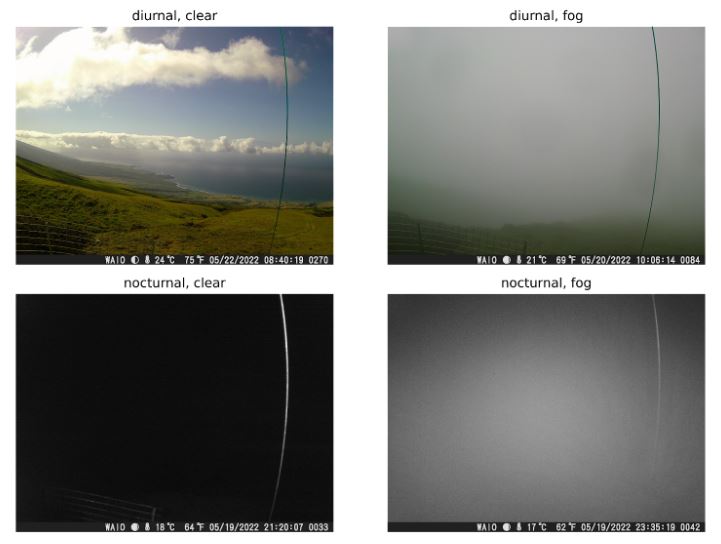 diurnal, clear
diurnal, fog
WAIO 24°C 75°F 05/22/2022 08:40:19 0270
WAIO 21°C 69°F 05/20/2022 10:06:14 0084
nocturnal, clear
nocturnal, fog
WAIO 18°C 64°F 05/19/2022 21:20:07 0033
WAIO 17°C 62°F 05/19/2022 23:35:19 0042